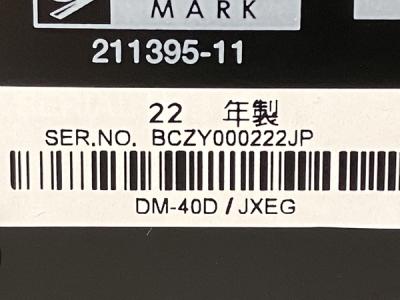 MARK
211395-11
22 年製
SER.NO. BCZY000222JP
DM-40D / JXEG